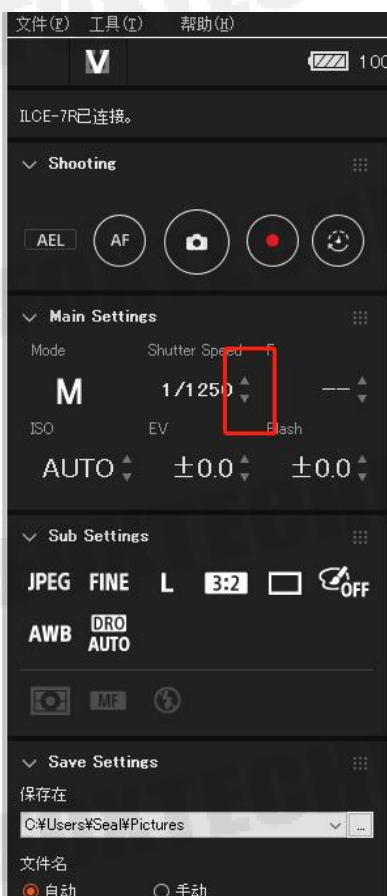 文件(F) 工具(T) 帮助(H)
V 100
ILCE-7R已连接。
Shooting
AEL AF
Main Settings
Mode Shutter Speed F
M 1/1250 --
ISO EV Flash
AUTO ±0.0 ±0.0
Sub Settings
JPEG FINE L 3:2 OFF
AWB DRO AUTO
MF
Save Settings
保存在
C:¥Users¥Seal¥Pictures ...
文件名
自动 手动